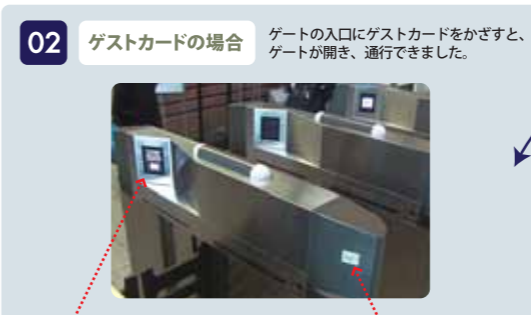 02
ゲストカードの場合
ゲートの入口にゲストカードをかざすと、
ゲートが開き、通行できました。